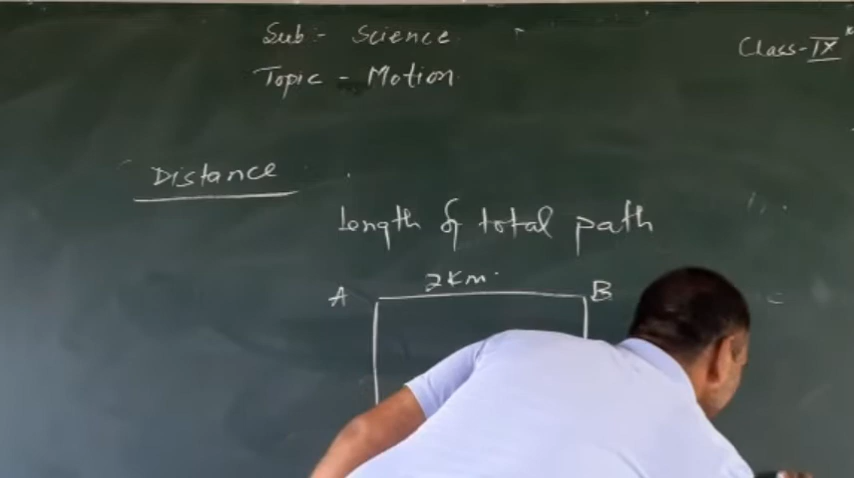 Sub:- Science
Topic - Motion
Class-IX
Distance
Length of total path
A 2Km. B